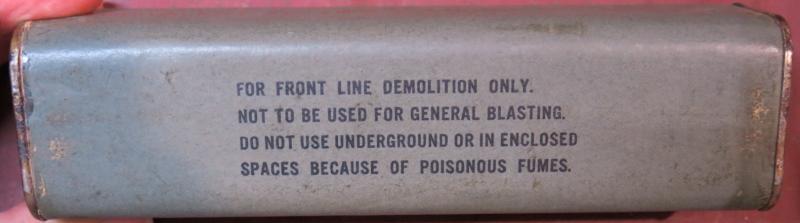 FOR FRONT LINE DEMOLITION ONLY.
NOT TO BE USED FOR GENERAL BLASTING.
DO NOT USE UNDERGROUND OR IN ENCLOSED
SPACES BECAUSE OF POISONOUS FUMES.